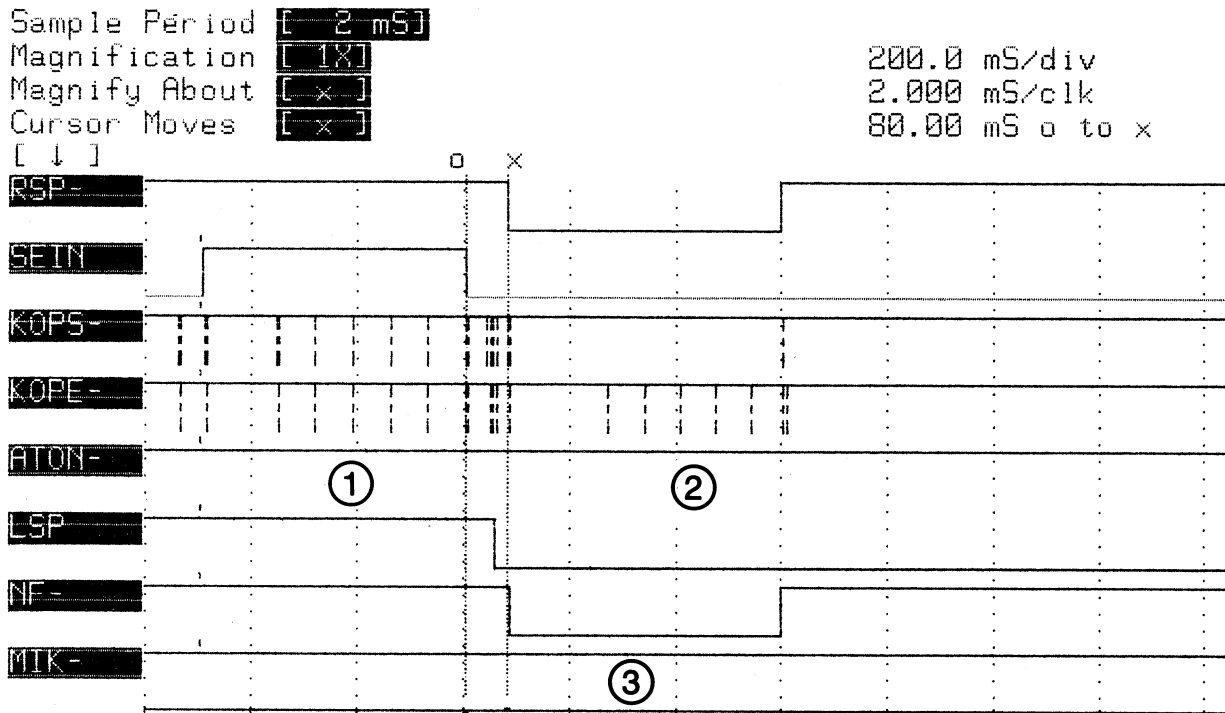 Sample Period [ 2 mS]
Magnification [ 1X]
Magnify About [ x ]
Cursor Moves [ x ]
[ ↓ ]
200.0 mS/div
2.000 mS/clk
80.00 mS o to x
o x
RSP-
SEIN
KOPS-
KOPE-
ATON-
① ②
LSP
NF-
MIK-
③